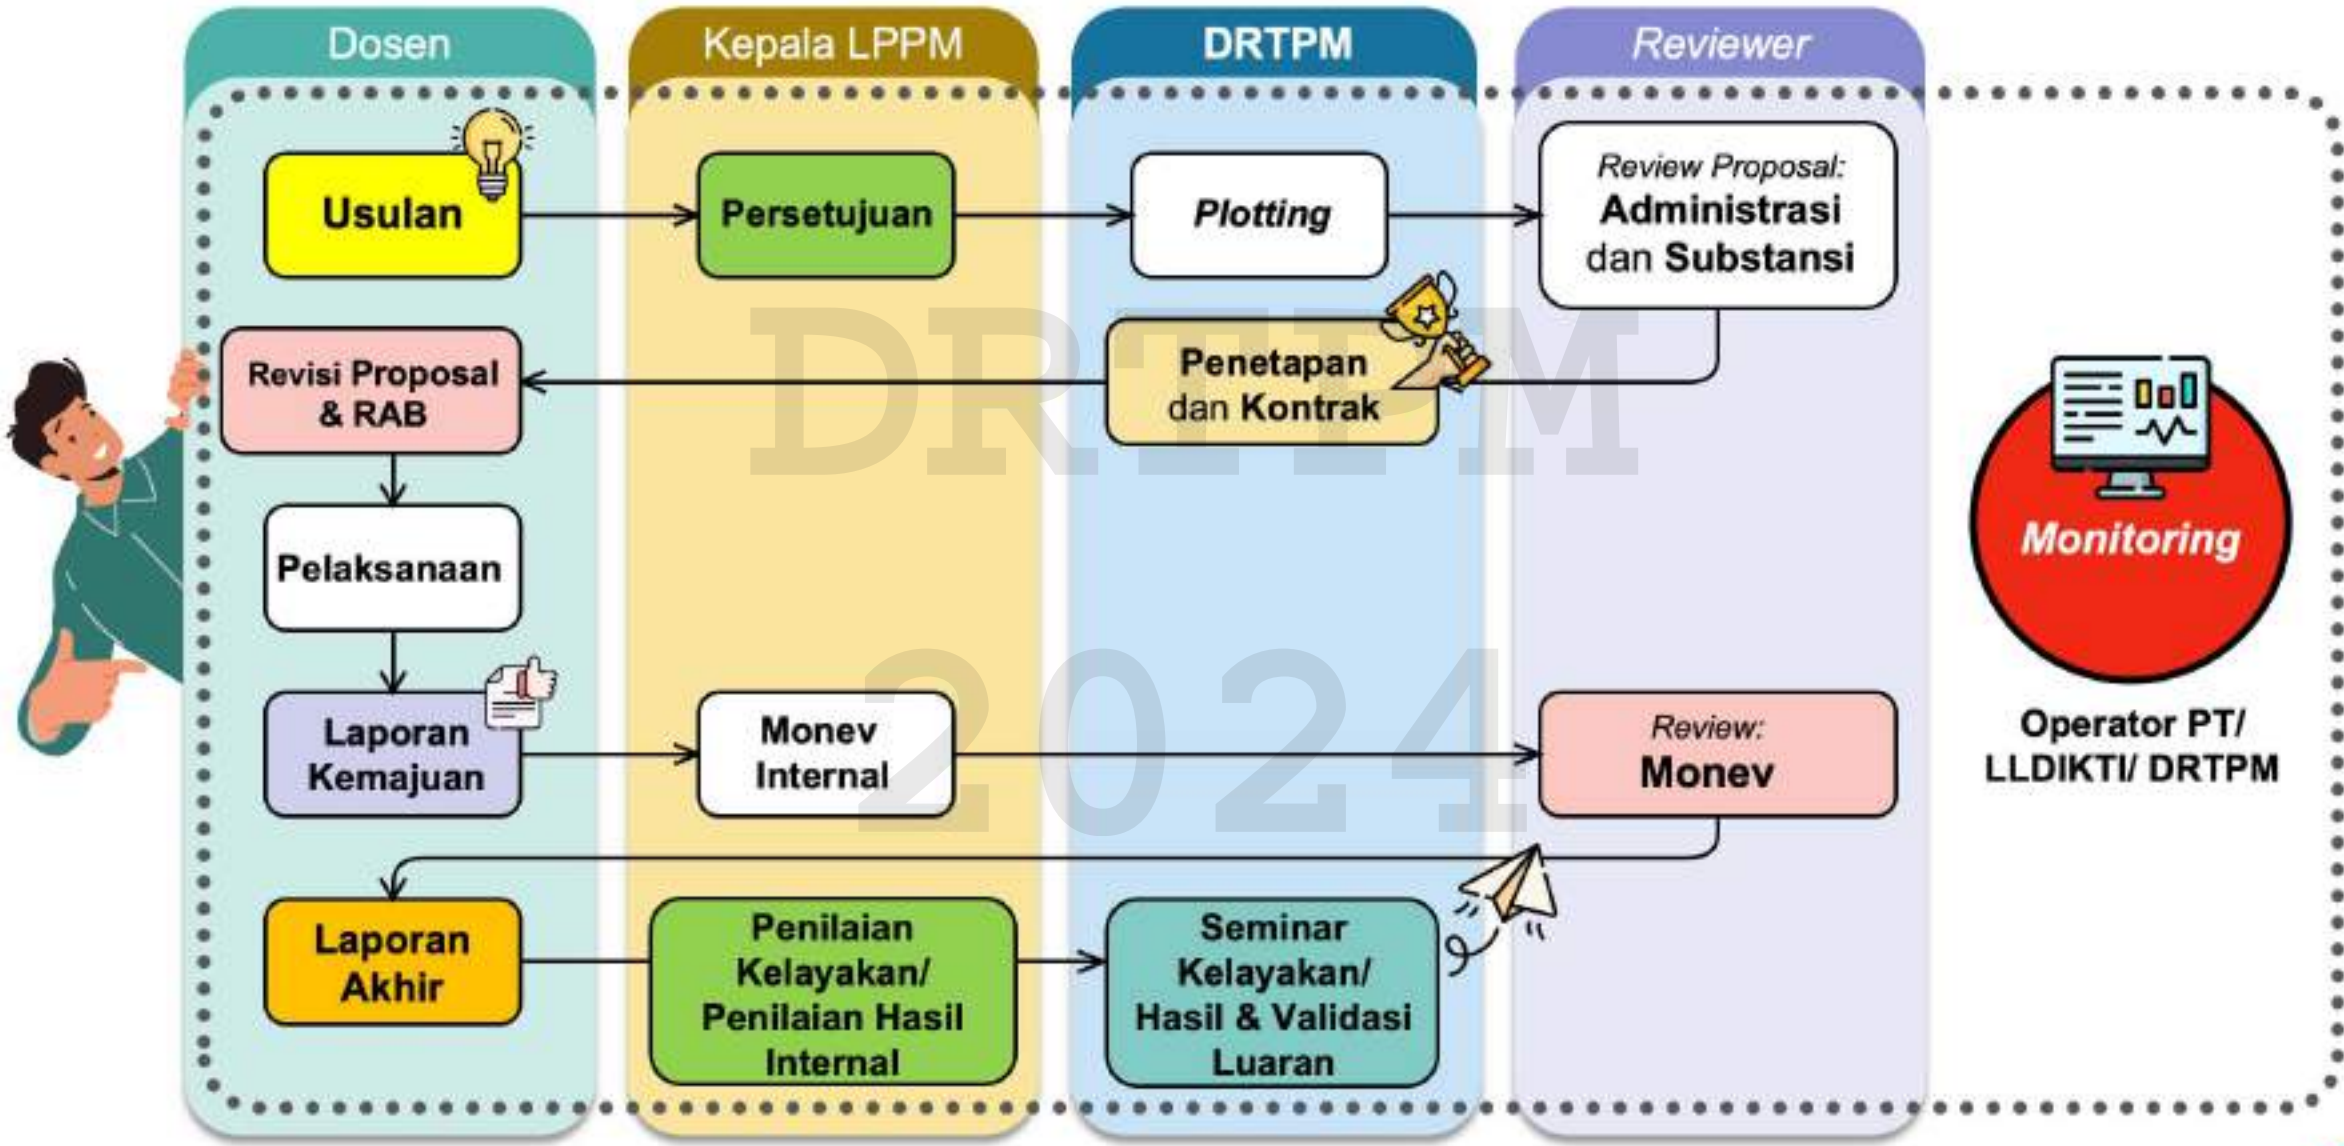 Dosen
Kepala LPPM
DRTPM
Reviewer
Usulan
Persetujuan
Plotting
Review Proposal:
Administrasi
dan Substansi
Revisi Proposal
& RAB
Penetapan
dan Kontrak
Pelaksanaan
Laporan
Kemajuan
Monev
Internal
Review:
Monev
Laporan
Akhir
Penilaian
Kelayakan/
Penilaian Hasil
Internal
Seminar
Kelayakan/
Hasil & Validasi
Luaran
Monitoring
Operator PT/
LLDIKTI/ DRTPM
DRTPM
2024